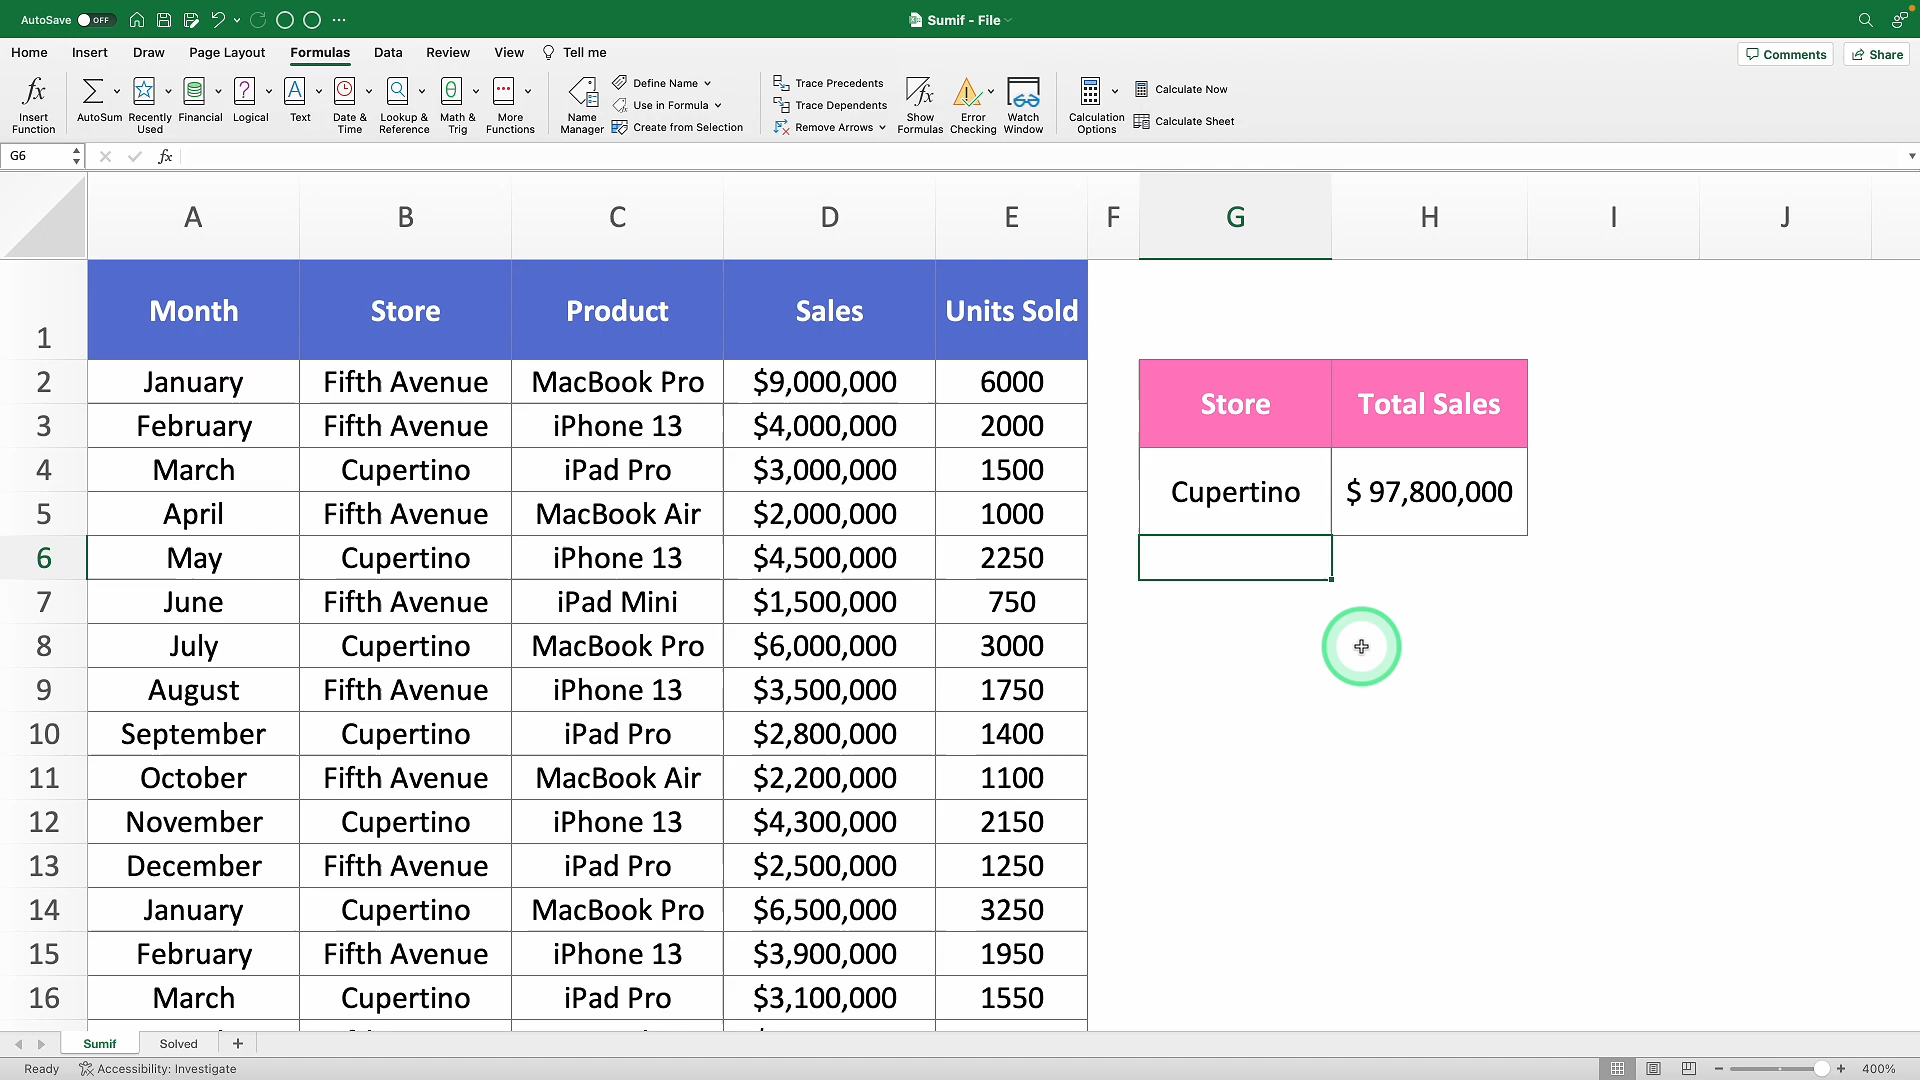 AutoSave OFF
Sumif - File
Home Insert Draw Page Layout Formulas Data Review View Tell me
Comments Share
Insert Function
AutoSum
Recently Used
Financial
Logical
Text
Date & Time
Lookup & Reference
Math & Trig
More Functions
Name Manager
Define Name
Use in Formula
Create from Selection
Trace Precedents
Trace Dependents
Remove Arrows
Show Formulas
Error Checking
Watch Window
Calculation Options
Calculate Now
Calculate Sheet
G6 fx
A B C D E F G H I J
1 Month Store Product Sales Units Sold
2 January Fifth Avenue MacBook Pro $9,000,000 6000
3 February Fifth Avenue iPhone 13 $4,000,000 2000
Store Total Sales
4 March Cupertino iPad Pro $3,000,000 1500
Cupertino $ 97,800,000
5 April Fifth Avenue MacBook Air $2,000,000 1000
6 May Cupertino iPhone 13 $4,500,000 2250
7 June Fifth Avenue iPad Mini $1,500,000 750
8 July Cupertino MacBook Pro $6,000,000 3000
9 August Fifth Avenue iPhone 13 $3,500,000 1750
10 September Cupertino iPad Pro $2,800,000 1400
11 October Fifth Avenue MacBook Air $2,200,000 1100
12 November Cupertino iPhone 13 $4,300,000 2150
13 December Fifth Avenue iPad Pro $2,500,000 1250
14 January Cupertino MacBook Pro $6,500,000 3250
15 February Fifth Avenue iPhone 13 $3,900,000 1950
16 March Cupertino iPad Pro $3,100,000 1550
Sumif Solved +
Ready Accessibility: Investigate
400%